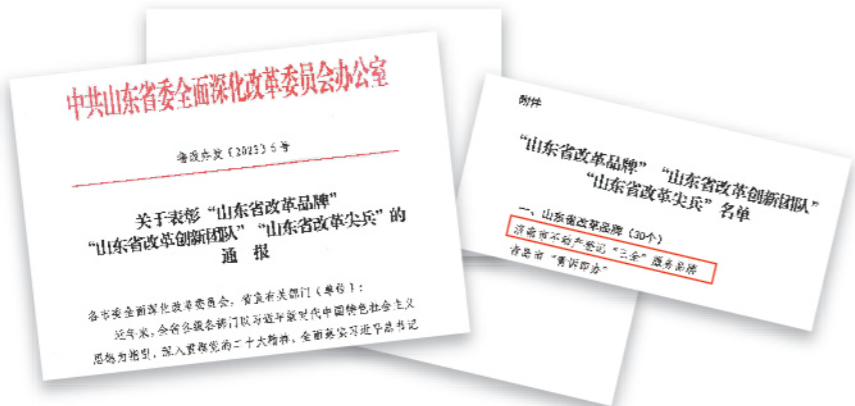 中共山东省委全面深化改革委员会办公室
鲁改办发〔2023〕6号
关于表彰“山东省改革品牌”
“山东省改革创新团队”“山东省改革尖兵”的
通 报
各市委全面深化改革委员会，省直有关部门（单位）：
近年来，全省各级各部门以习近平新时代中国特色社会主义
思想为指引，深入贯彻党的二十大精神，全面落实习近平总书记
附件
“山东省改革品牌”“山东省改革创新团队”
“山东省改革尖兵”名单
一、山东省改革品牌（30个）
济南市不动产登记“三全”服务品牌
青岛市“青诉即办”